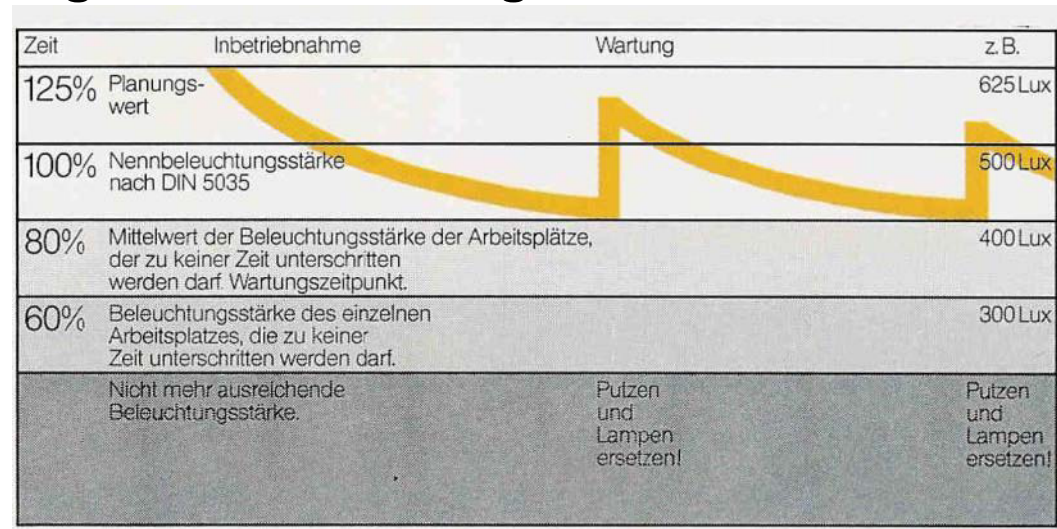 Zeit Inbetriebnahme Wartung z.B.
125% Planungs- 625 Lux
wert
100% Nennbeleuchtungsstärke 500 Lux
nach DIN 5035
80% Mittelwert der Beleuchtungsstärke der Arbeitsplätze, 400 Lux
der zu keiner Zeit unterschritten
werden darf. Wartungszeitpunkt.
60% Beleuchtungsstärke des einzelnen 300 Lux
Arbeitsplatzes, die zu keiner
Zeit unterschritten werden darf.
Nicht mehr ausreichende Putzen Putzen
Beleuchtungsstärke. und und
Lampen Lampen
ersetzen! ersetzen!